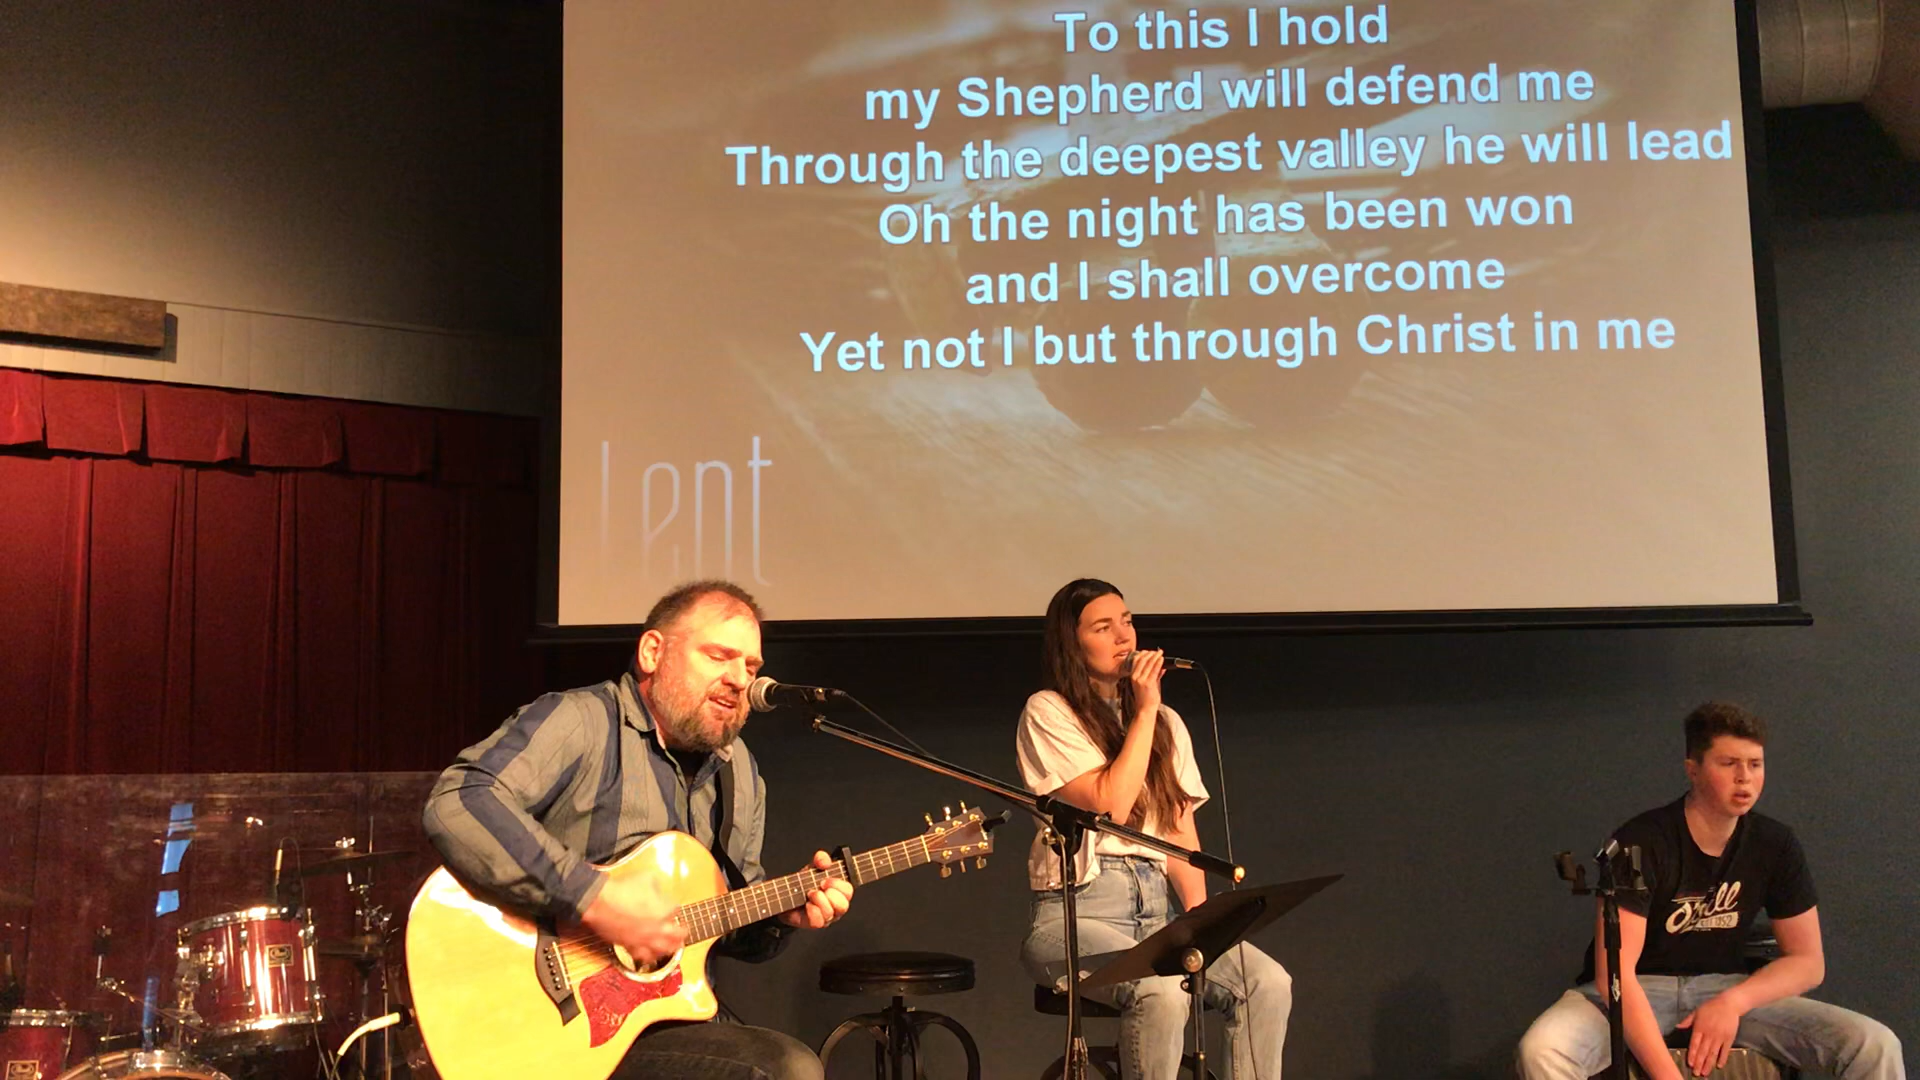 To this I hold
my Shepherd will defend me
Through the deepest valley he will lead
Oh the night has been won
and I shall overcome
Yet not I but through Christ in me
Lent